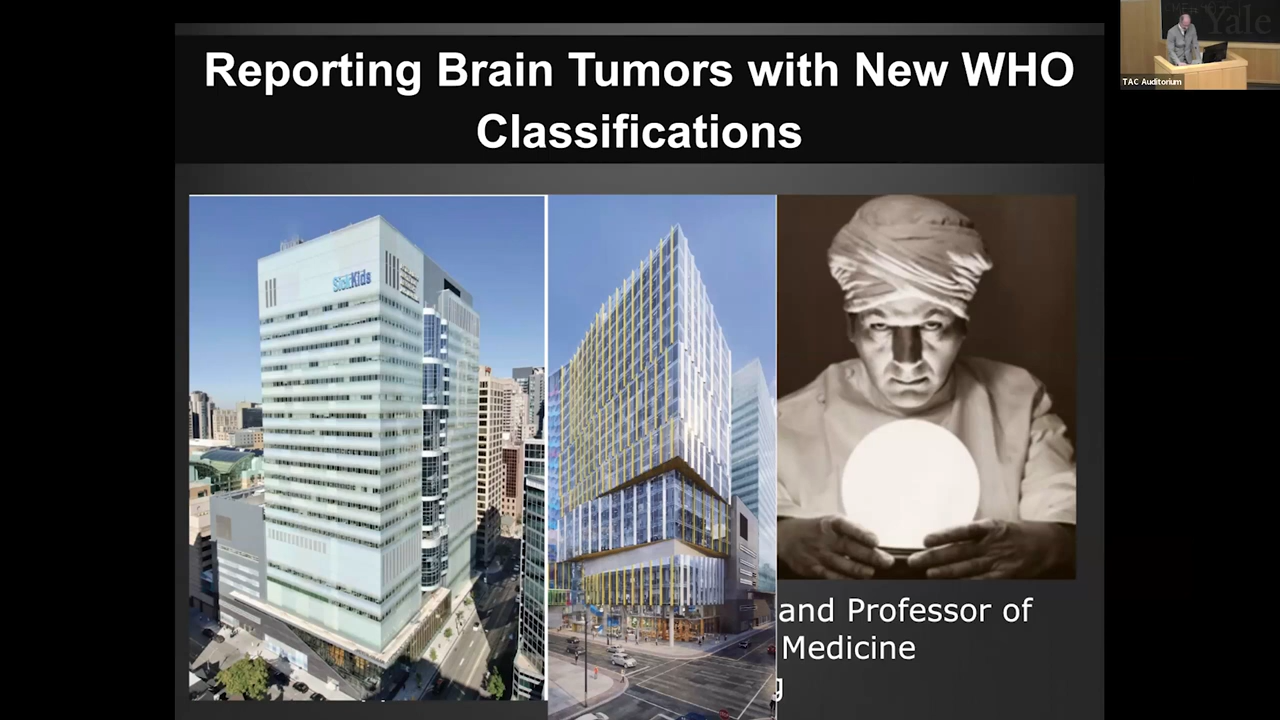 Reporting Brain Tumors with New WHO
Classifications
SickKids
and Professor of
Medicine
Yale
TAC Auditorium